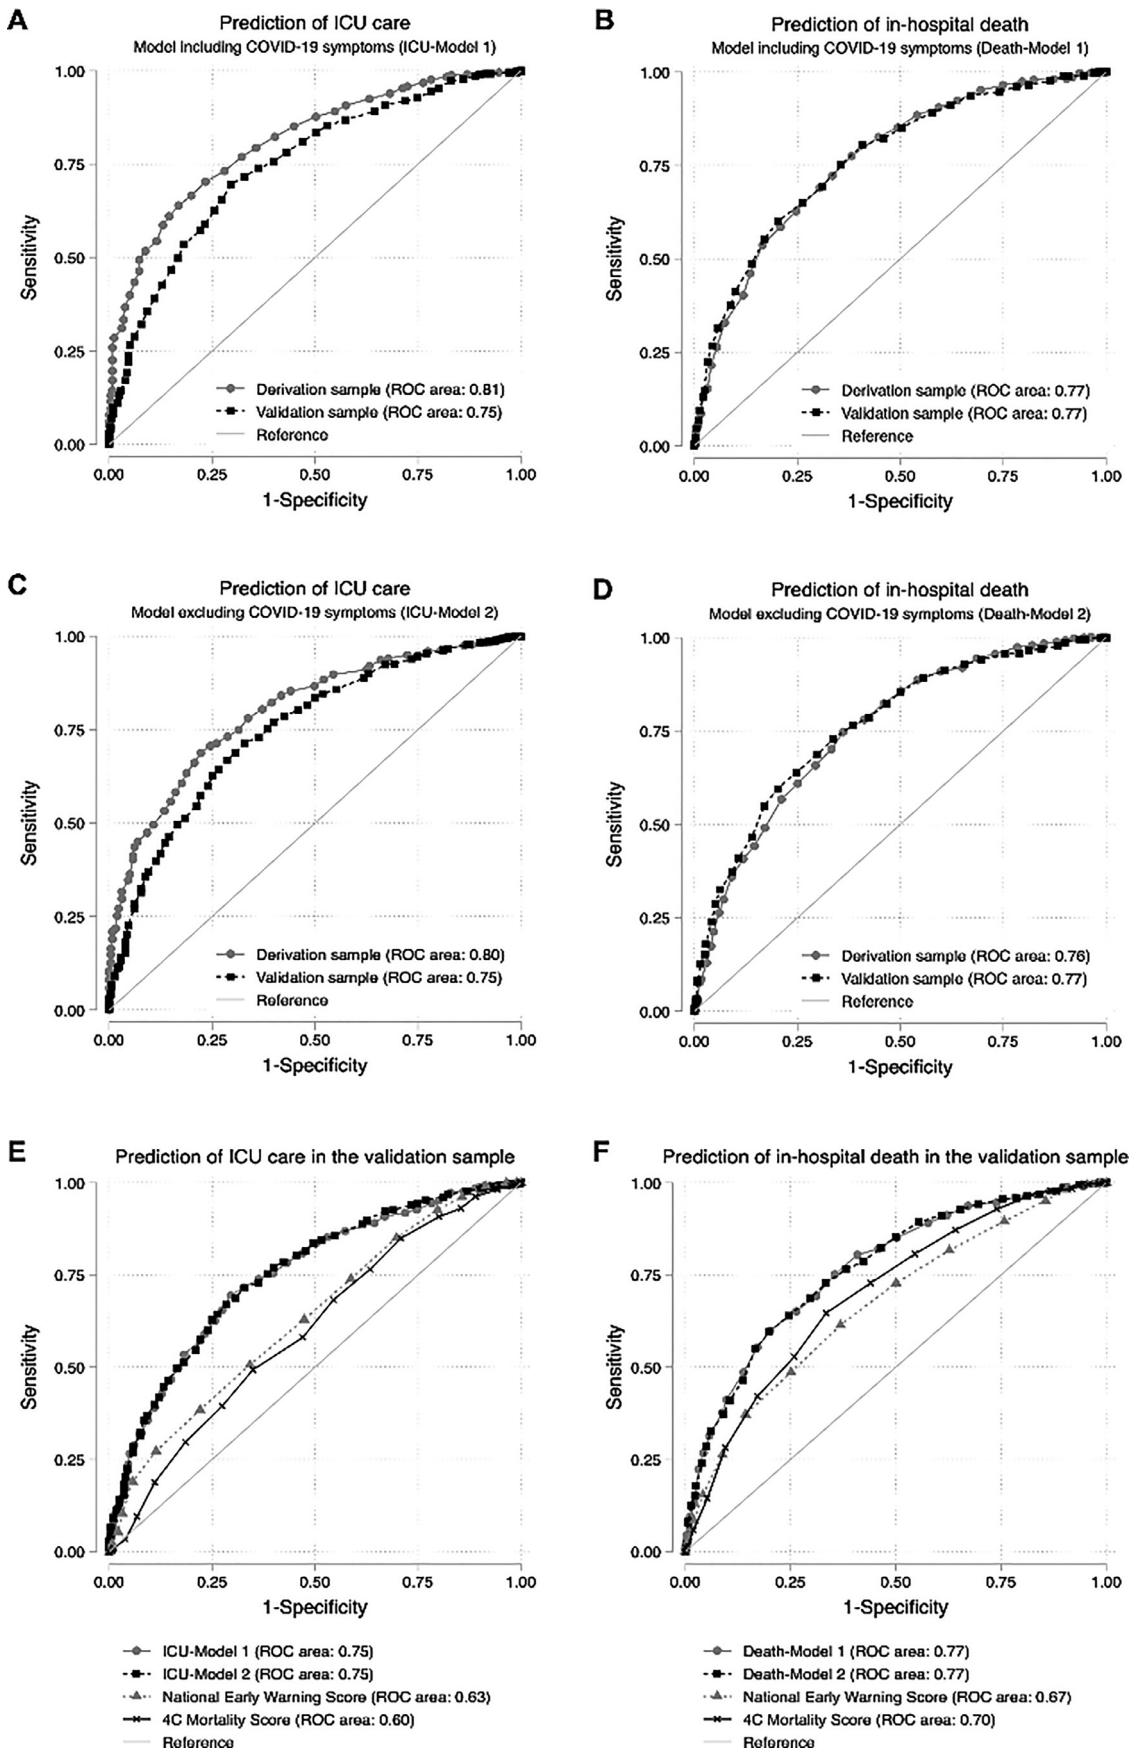 A
Prediction of ICU care
Model including COVID-19 symptoms (ICU-Model 1)
1.00
0.75
0.50
0.25
0.00
Sensitivity
Derivation sample (ROC area: 0.81)
Validation sample (ROC area: 0.75)
Reference
0.00 0.25 0.50 0.75 1.00
1-Specificity
B
Prediction of in-hospital death
Model including COVID-19 symptoms (Death-Model 1)
1.00
0.75
0.50
0.25
0.00
Sensitivity
Derivation sample (ROC area: 0.77)
Validation sample (ROC area: 0.77)
Reference
0.00 0.25 0.50 0.75 1.00
1-Specificity
C
Prediction of ICU care
Model excluding COVID-19 symptoms (ICU-Model 2)
1.00
0.75
0.50
0.25
0.00
Sensitivity
Derivation sample (ROC area: 0.80)
Validation sample (ROC area: 0.75)
Reference
0.00 0.25 0.50 0.75 1.00
1-Specificity
D
Prediction of in-hospital death
Model excluding COVID-19 symptoms (Death-Model 2)
1.00
0.75
0.50
0.25
0.00
Sensitivity
Derivation sample (ROC area: 0.76)
Validation sample (ROC area: 0.77)
Reference
0.00 0.25 0.50 0.75 1.00
1-Specificity
E
Prediction of ICU care in the validation sample
1.00
0.75
0.50
0.25
0.00
Sensitivity
0.00 0.25 0.50 0.75 1.00
1-Specificity
ICU-Model 1 (ROC area: 0.75)
ICU-Model 2 (ROC area: 0.75)
National Early Warning Score (ROC area: 0.63)
4C Mortality Score (ROC area: 0.60)
Reference
F
Prediction of in-hospital death in the validation sample
1.00
0.75
0.50
0.25
0.00
Sensitivity
0.00 0.25 0.50 0.75 1.00
1-Specificity
Death-Model 1 (ROC area: 0.77)
Death-Model 2 (ROC area: 0.77)
National Early Warning Score (ROC area: 0.67)
4C Mortality Score (ROC area: 0.70)
Reference